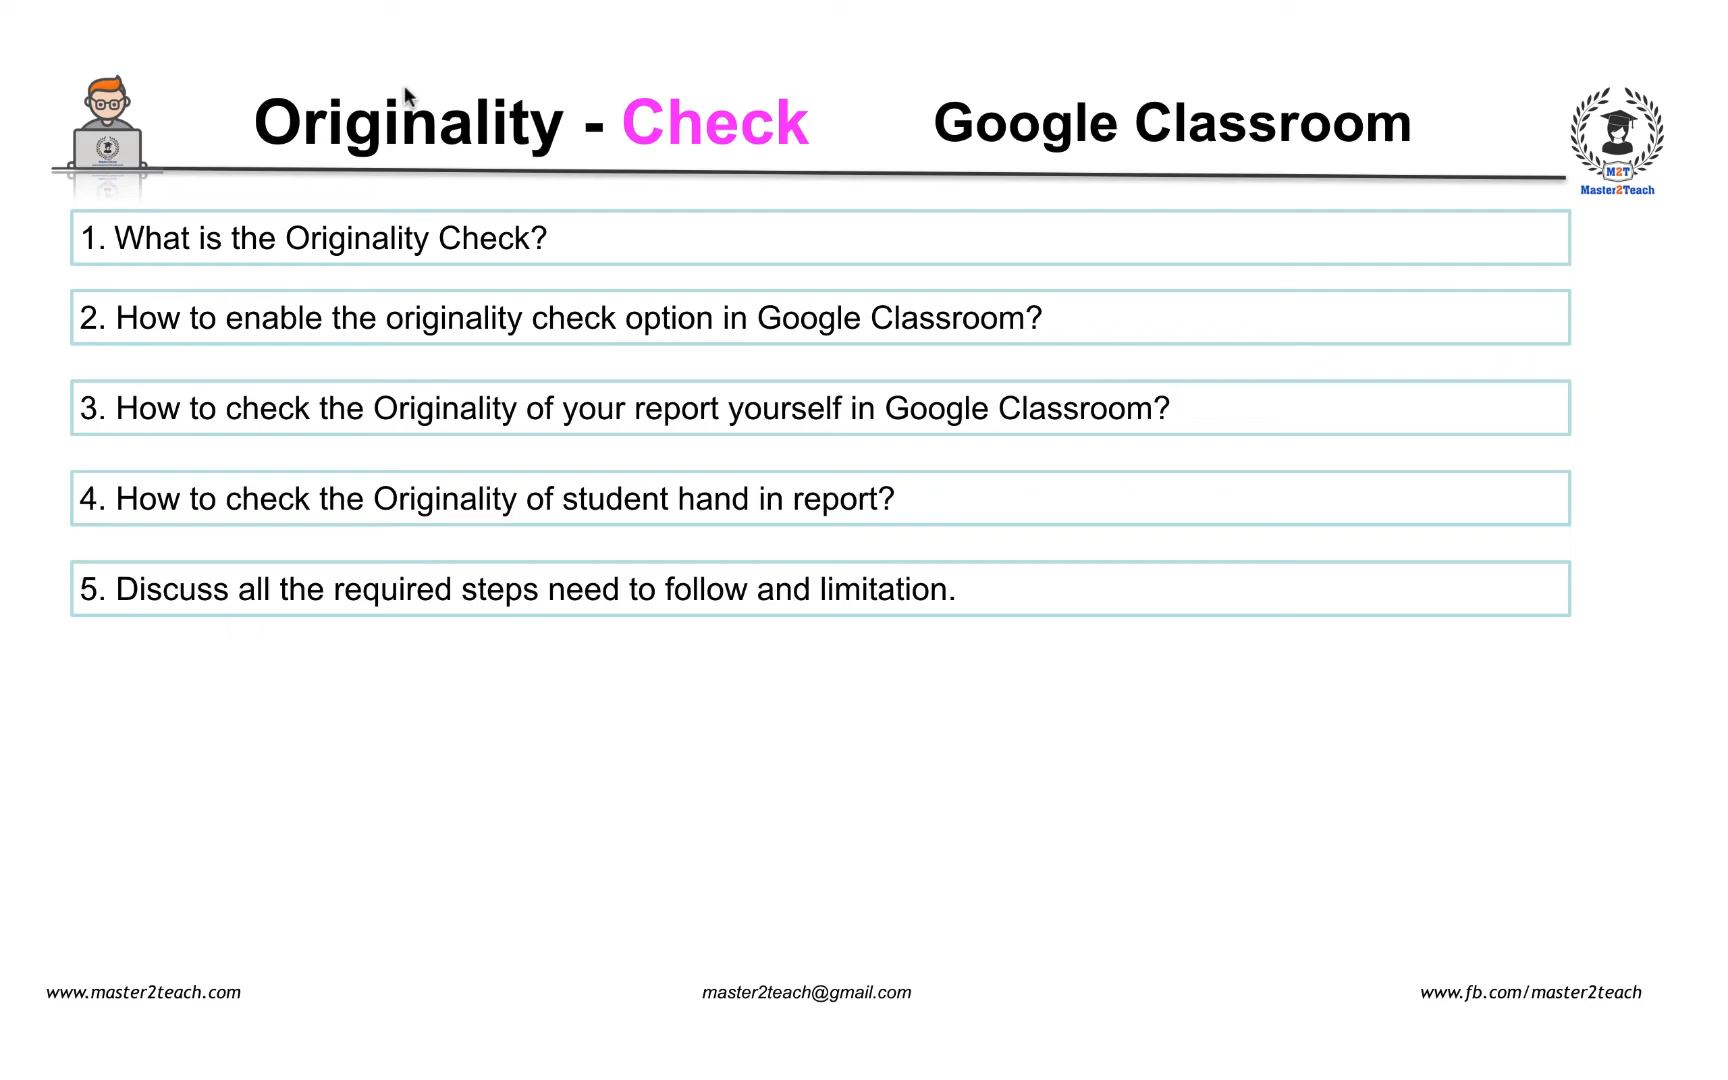 Originality - Check Google Classroom
M2T
Master2Teach
1. What is the Originality Check?
2. How to enable the originality check option in Google Classroom?
3. How to check the Originality of your report yourself in Google Classroom?
4. How to check the Originality of student hand in report?
5. Discuss all the required steps need to follow and limitation.
www.master2teach.com master2teach@gmail.com www.fb.com/master2teach